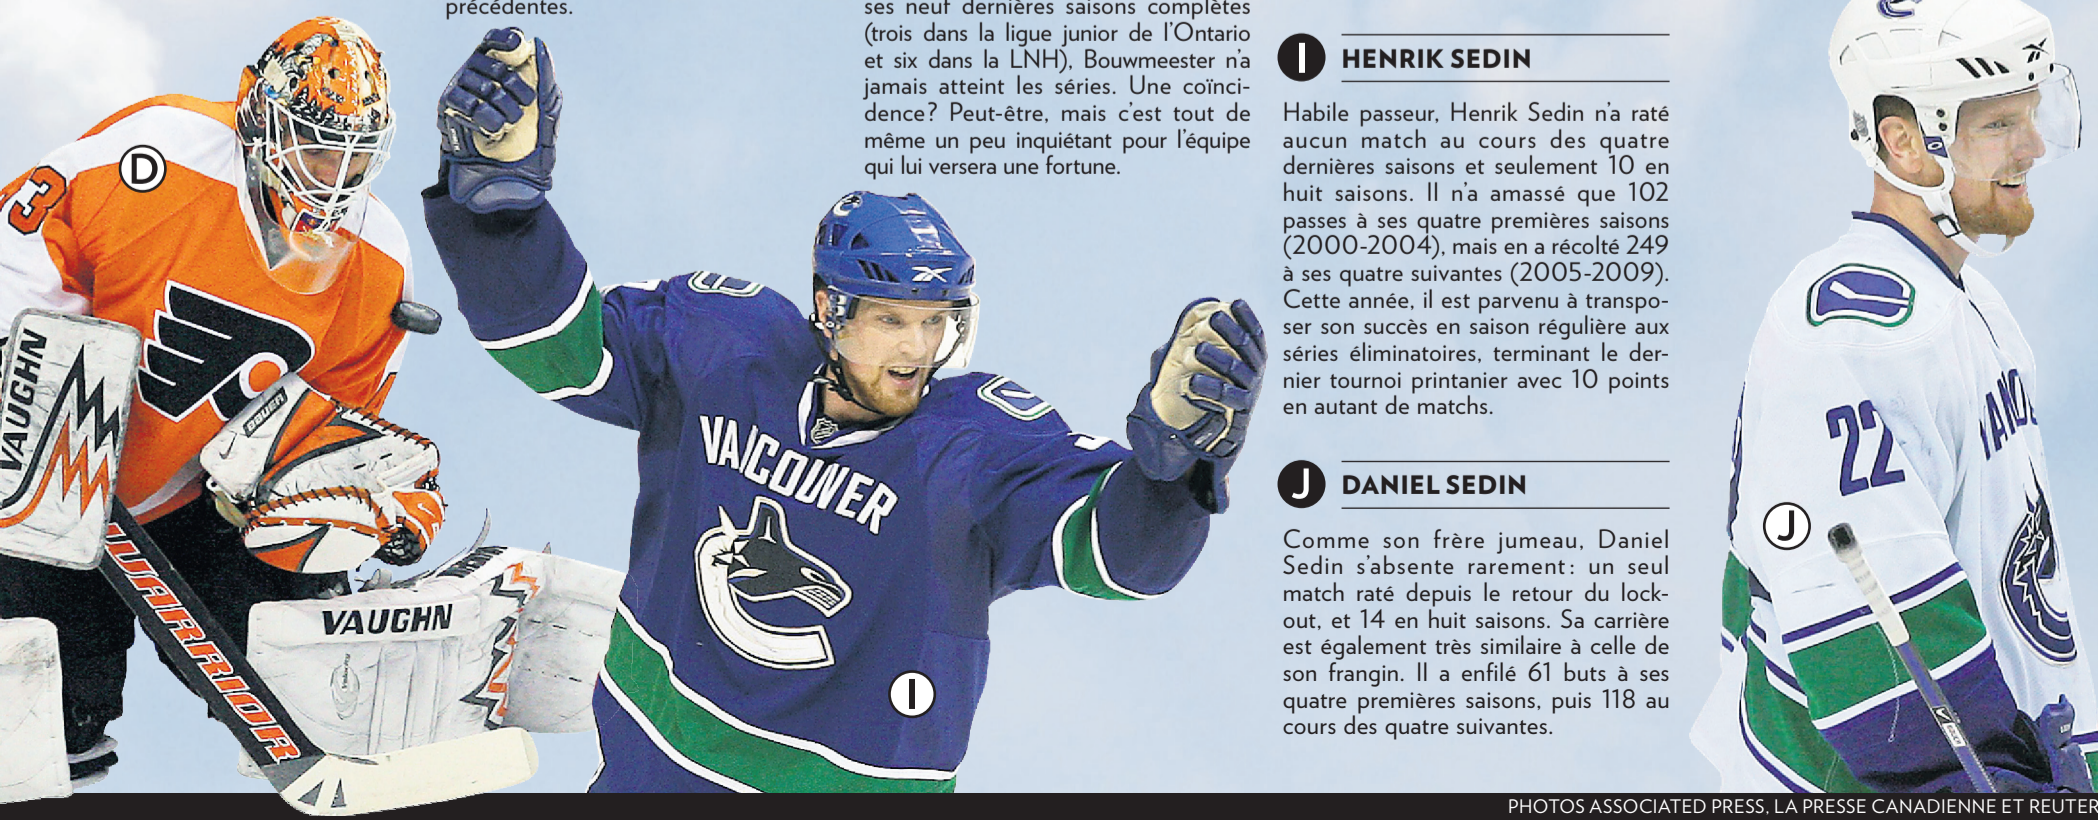 précédentes.
ses neuf dernières saisons complètes
(trois dans la ligue junior de l'Ontario
et six dans la LNH), Bouwmeester n'a
jamais atteint les séries. Une coïnci-
dence? Peut-être, mais c'est tout de
même un peu inquiétant pour l'équipe
qui lui versera une fortune.
I HENRIK SEDIN
Habile passeur, Henrik Sedin n'a raté
aucun match au cours des quatre
dernières saisons et seulement 10 en
huit saisons. Il n'a amassé que 102
passes à ses quatre premières saisons
(2000-2004), mais en a récolté 249
à ses quatre suivantes (2005-2009).
Cette année, il est parvenu à transpo-
ser son succès en saison régulière aux
séries éliminatoires, terminant le der-
nier tournoi printanier avec 10 points
en autant de matchs.
J DANIEL SEDIN
Comme son frère jumeau, Daniel
Sedin s'absente rarement: un seul
match raté depuis le retour du lock-
out, et 14 en huit saisons. Sa carrière
est également très similaire à celle de
son frangin. Il a enfilé 61 buts à ses
quatre premières saisons, puis 118 au
cours des quatre suivantes.
D
3
VAUGHN
BAUER
WARRIOR
VAUGHN
VANCOUVER
I
22
J
PHOTOS ASSOCIATED PRESS, LA PRESSE CANADIENNE ET REUTER